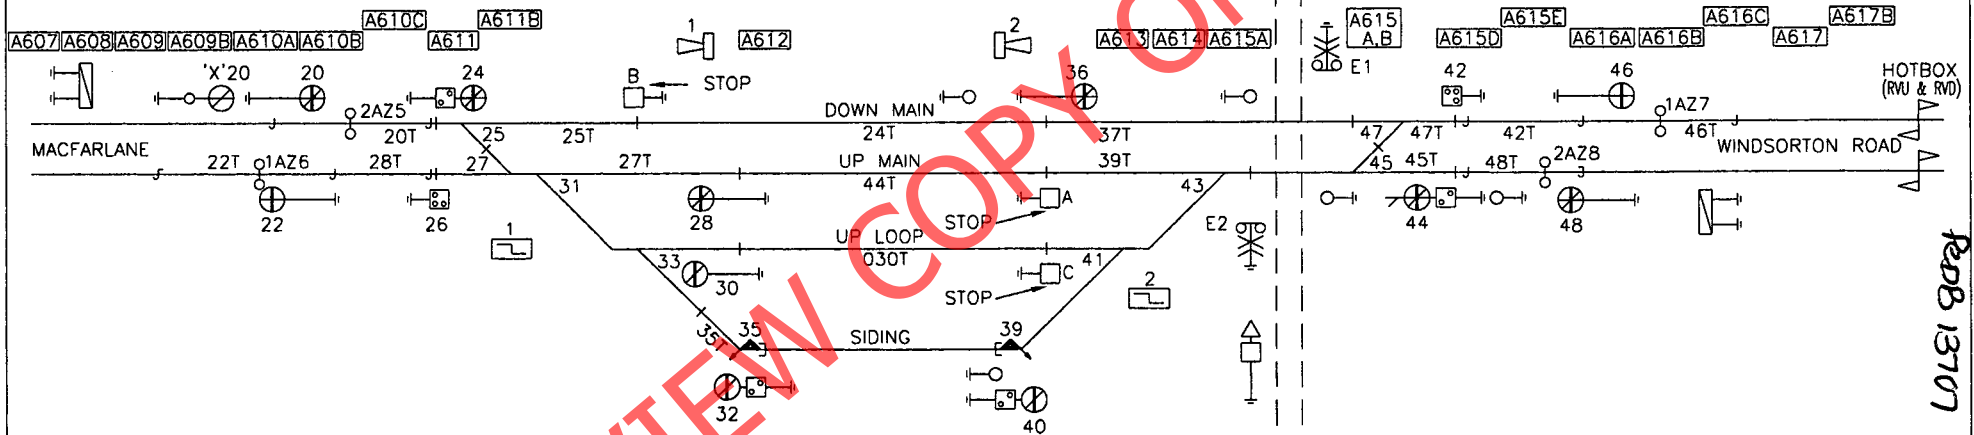 A610C A611B A615 A615E A616C A617B
A607 A608 A609 A609B A610A A610B A611 1 A612 2 A613 A614 A615A A,B A615D A616A A616B A617
'X'20 20 24 B STOP 36 E1 42 46 HOTBOX
(RVU & RVD)
2AZ5 DOWN MAIN 1AZ7
20T 25 25T 24T 37T 47 47T 42T 46T
MACFARLANE WINDSORTON ROAD
22T 1AZ6 28T 27 27T UP MAIN 39T 45 45T 48T 2AZ8
31 44T 43
22 26 28 STOP A 44 48
1 UP LOOP E2
33 030T 41
30 STOP C 2
35T 35 SIDING 39
32 40
VIEW COPY O